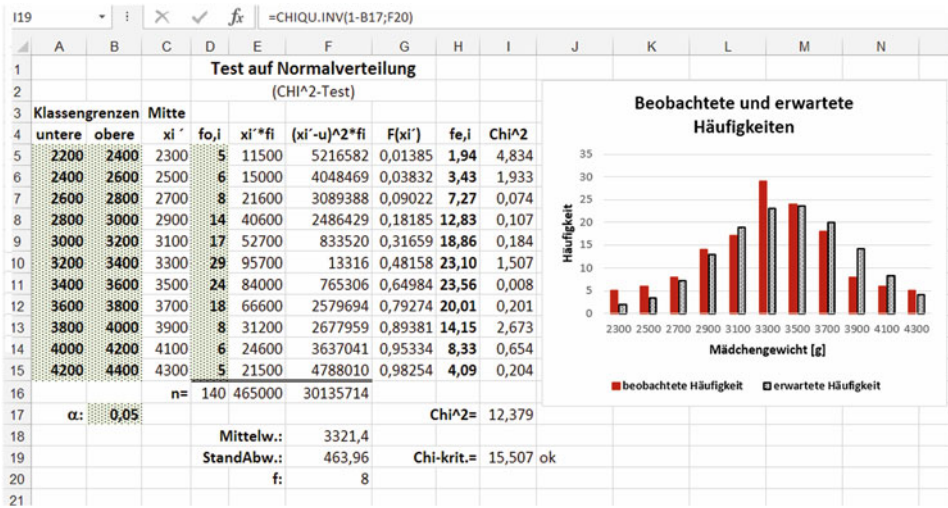 I19 fx =CHIQU.INV(1-B17;F20)
A B C D E F G H I J K L M N
1 Test auf Normalverteilung
2 (CHI^2-Test)
3 Klassengrenzen Mitte
4 untere obere xi ´ fo,i xi´*fi (xi´-u)^2*fi F(xi´) fe,i Chi^2
5 2200 2400 2300 5 11500 5216582 0,01385 1,94 4,834
6 2400 2600 2500 6 15000 4048469 0,03832 3,43 1,933
7 2600 2800 2700 8 21600 3089388 0,09022 7,27 0,074
8 2800 3000 2900 14 40600 2486429 0,18185 12,83 0,107
9 3000 3200 3100 17 52700 833520 0,31659 18,86 0,184
10 3200 3400 3300 29 95700 13316 0,48158 23,10 1,507
11 3400 3600 3500 24 84000 765306 0,64984 23,56 0,008
12 3600 3800 3700 18 66600 2579694 0,79274 20,01 0,201
13 3800 4000 3900 8 31200 2677959 0,89381 14,15 2,673
14 4000 4200 4100 6 24600 3637041 0,95334 8,33 0,654
15 4200 4400 4300 5 21500 4788010 0,98254 4,09 0,204
16 n= 140 465000 30135714
17 α: 0,05 Chi^2= 12,379
18 Mittelw.: 3321,4
19 StandAbw.: 463,96 Chi-krit.= 15,507 ok
20 f: 8
21
Beobachtete und erwartete
Häufigkeiten
Häufigkeit
35
30
25
20
15
10
5
0
2300 2500 2700 2900 3100 3300 3500 3700 3900 4100 4300
Mädchengewicht [g]
beobachtete Häufigkeit erwartete Häufigkeit